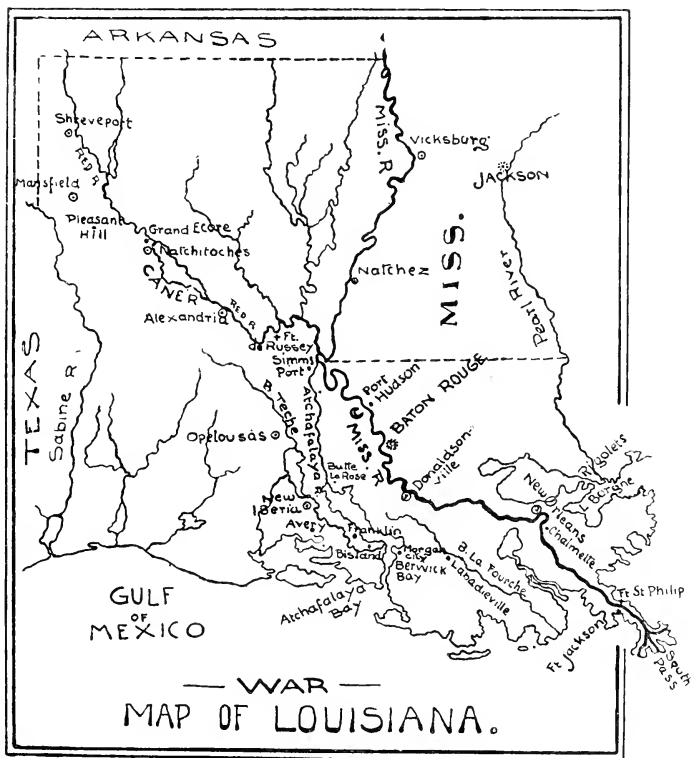 ARKANSAS
Shreveport
RED R.
Mansfield
Pleasant
Hill
Grand Ecore
Natchitoches
CANE R
Alexandria
RED R.
Miss. R
Vicksburg
JACKSON
MISS.
Pearl River
Natchez
Ft.
de Russey
Simms
Port
TEXAS
Sabine R.
B. Teche
Atchafalaya R
Opelousas
Port
Hudson
BATON ROUGE
Miss. R
Donaldson-
ville
Butte
La Rose
New
Iberia
Avery
Franklin
Bisland
Morgan
City
BERWICK
BAY
B. La Fourche
Labadieville
Atchafalaya
Bay
Rigolets
L Borgne
New Orleans
Chalmette
Ft St Philip
Ft Jackson
South
Pass
GULF
OF
MEXICO
— WAR —
MAP OF LOUISIANA.